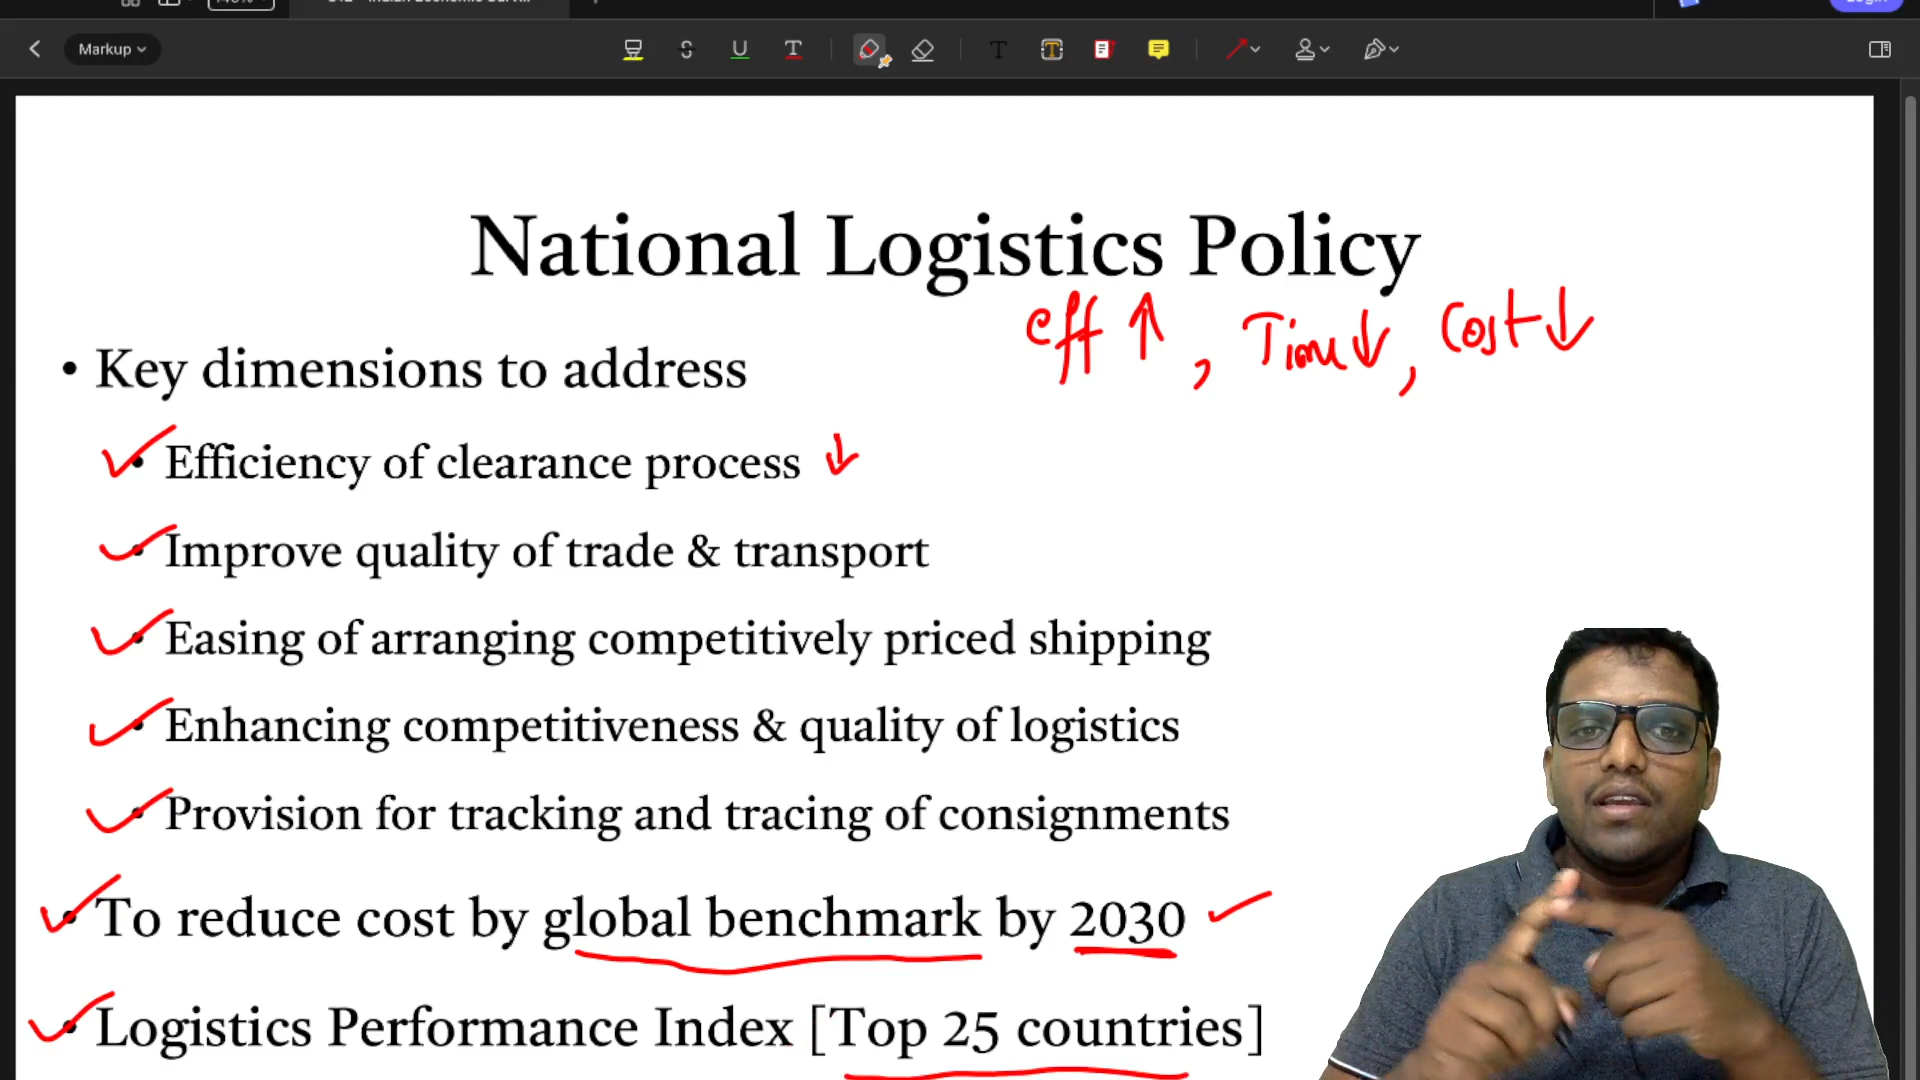 Markup
National Logistics Policy
eff ↑, Time ↓, Cost ↓
• Key dimensions to address
• Efficiency of clearance process ↓
• Improve quality of trade & transport
• Easing of arranging competitively priced shipping
• Enhancing competitiveness & quality of logistics
• Provision for tracking and tracing of consignments
• To reduce cost by global benchmark by 2030
• Logistics Performance Index [Top 25 countries]